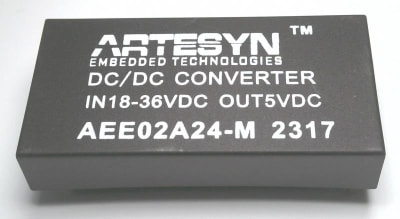 ARTESYN™
EMBEDDED TECHNOLOGIES
DC/DC CONVERTER
IN18-36VDC OUT5VDC
AEE02A24-M 2317